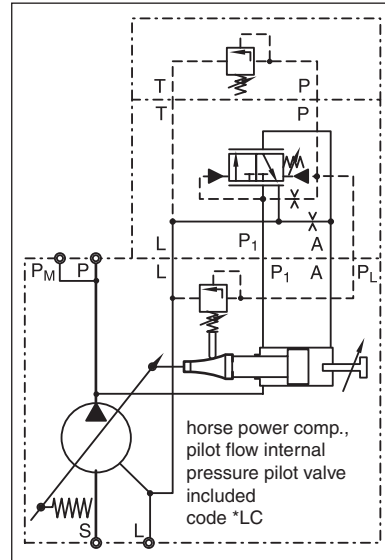 T P
T P
L P1 A
PM P L P1 A PL
horse power comp.,
pilot flow internal
pressure pilot valve
included
code *LC
S L